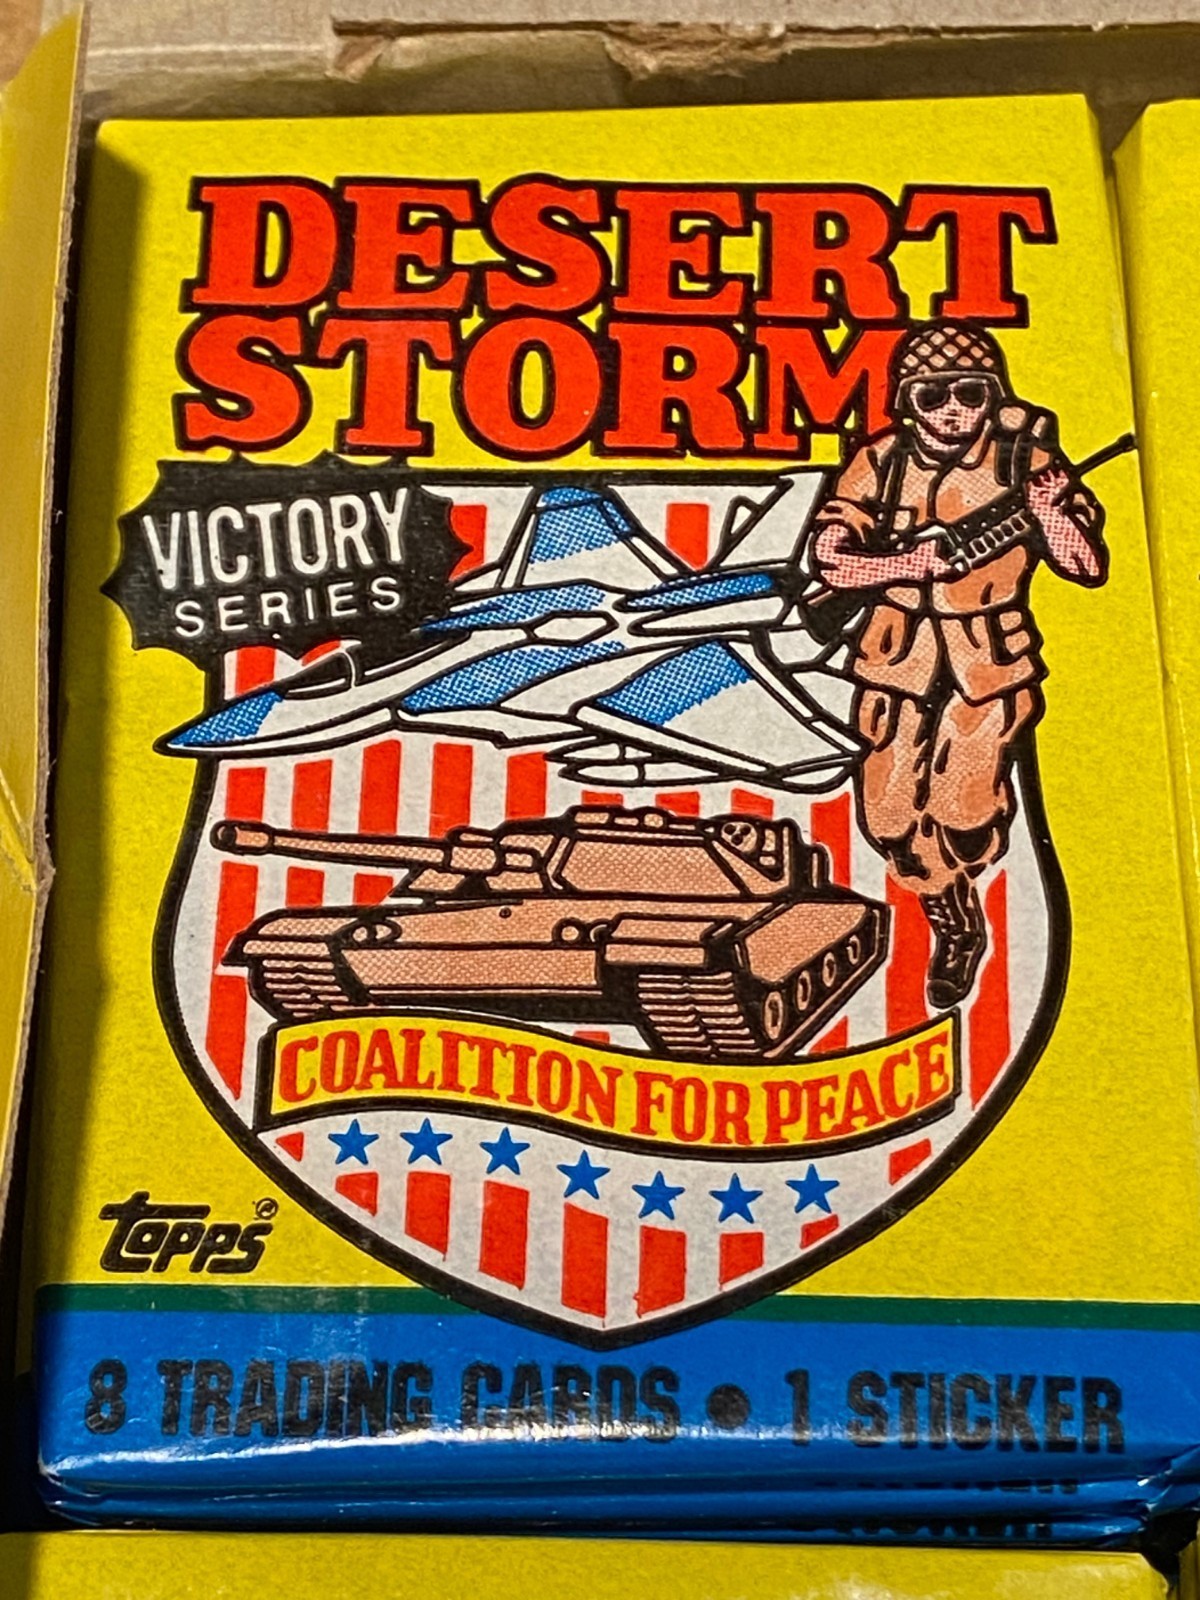 DESERT
STORM
VICTORY
SERIES
COALITION FOR PEACE
topps®
8 TRADING CARDS • 1 STICKER